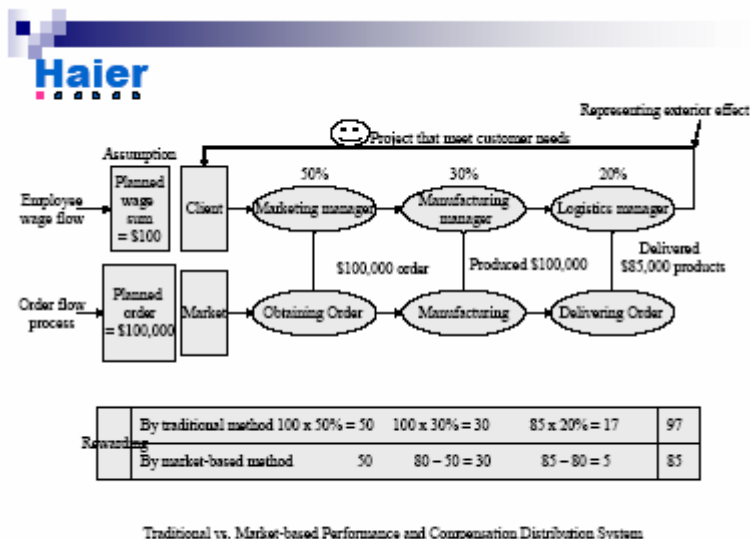 Haier
Representing exterior effect
Project that meet customer needs
Assumption
50%
30%
20%
Employee
wage flow
Planned
wage
sum
= $100
Client
Marketing manager
Manufacturing
manager
Logistics manager
$100,000 order
Produced $100,000
Delivered
$85,000 products
Order flow
process
Planned
order
= $100,000
Market
Obtaining Order
Manufacturing
Delivering Order
Rewarding
By traditional method 100 x 50% = 50 100 x 30% = 30 85 x 20% = 17 97
By market-based method 50 80 – 50 = 30 85 – 80 = 5 85
Traditional vs. Market-based Performance and Compensation Distribution System